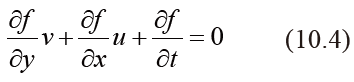 ∂f/∂y v + ∂f/∂x u + ∂f/∂t = 0 (10.4)